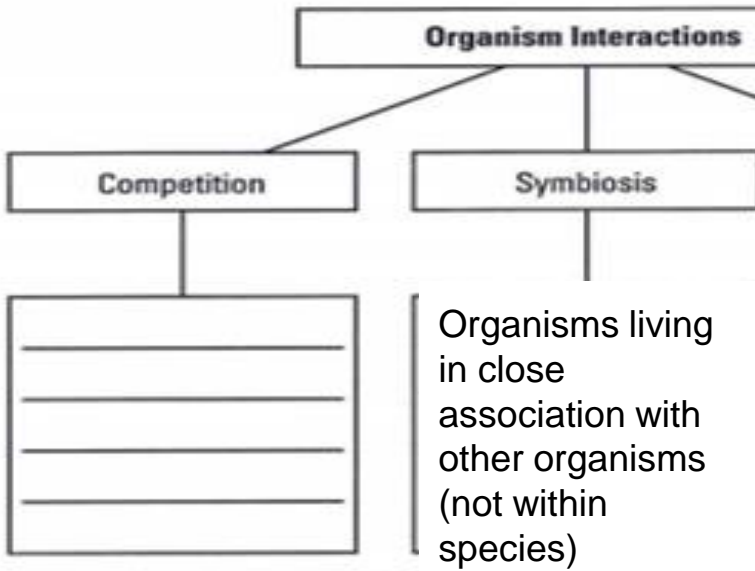 Organism Interactions
Competition
Symbiosis
Organisms living
in close
association with
other organisms
(not within
species)